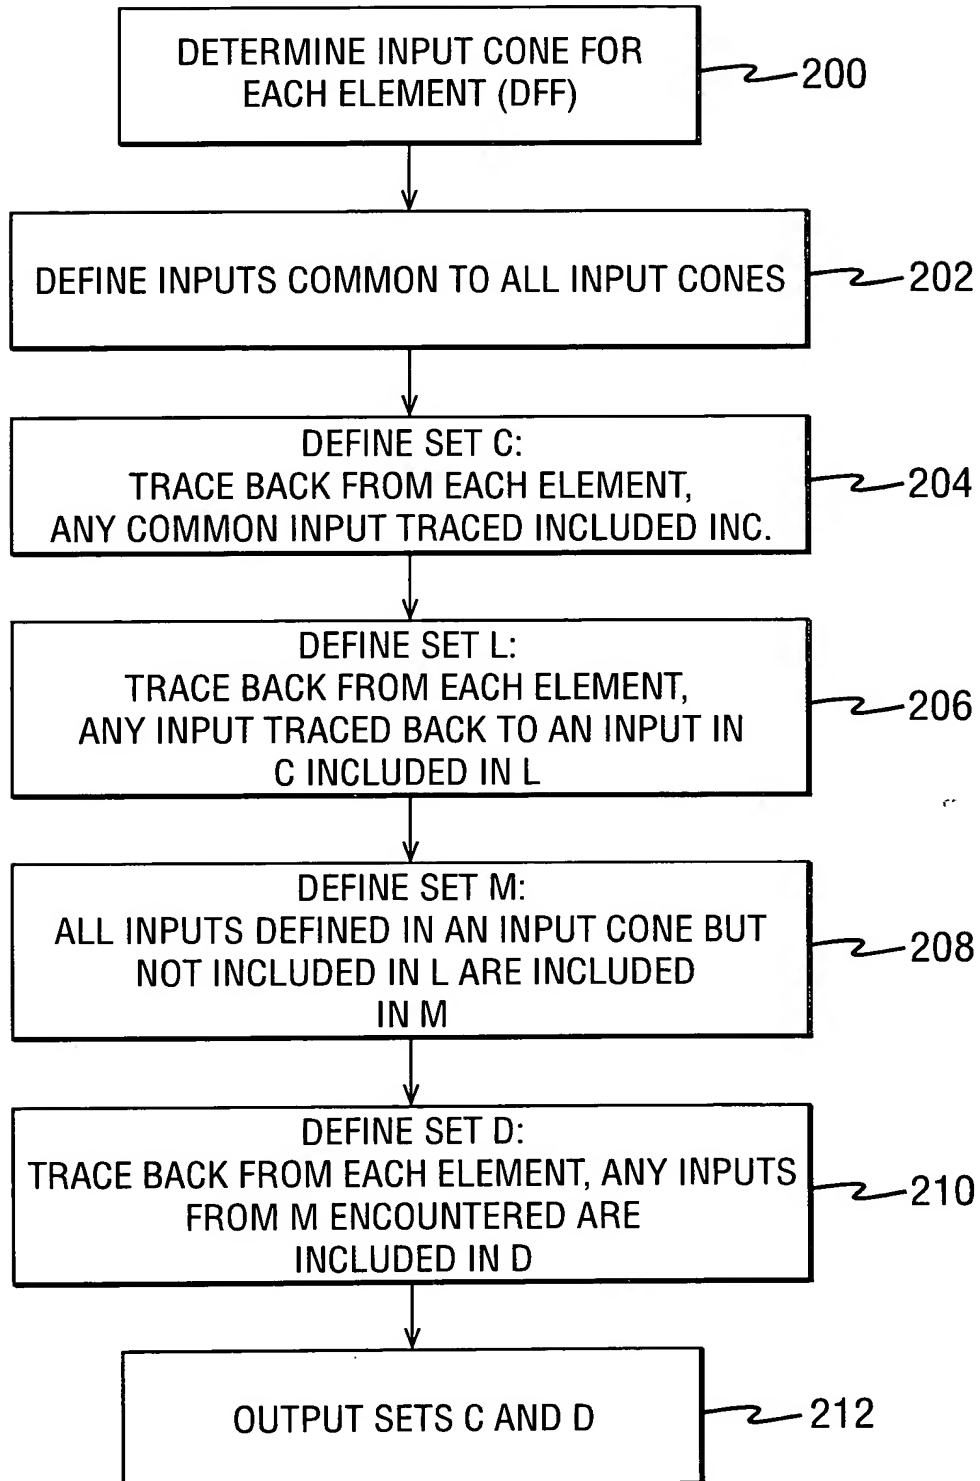 DETERMINE INPUT CONE FOR
EACH ELEMENT (DFF)
200
DEFINE INPUTS COMMON TO ALL INPUT CONES
202
DEFINE SET C:
TRACE BACK FROM EACH ELEMENT,
ANY COMMON INPUT TRACED INCLUDED INC.
204
DEFINE SET L:
TRACE BACK FROM EACH ELEMENT,
ANY INPUT TRACED BACK TO AN INPUT IN
C INCLUDED IN L
206
DEFINE SET M:
ALL INPUTS DEFINED IN AN INPUT CONE BUT
NOT INCLUDED IN L ARE INCLUDED
IN M
208
DEFINE SET D:
TRACE BACK FROM EACH ELEMENT, ANY INPUTS
FROM M ENCOUNTERED ARE
INCLUDED IN D
210
OUTPUT SETS C AND D
212